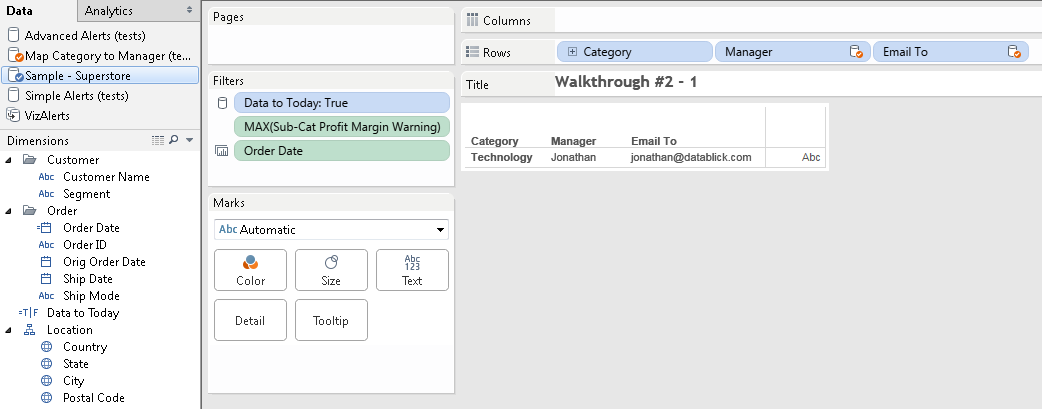 Data
Analytics
Advanced Alerts (tests)
Map Category to Manager (te...
Sample - Superstore
Simple Alerts (tests)
VizAlerts
Dimensions
Customer
Abc Customer Name
Abc Segment
Order
Order Date
Abc Order ID
Orig Order Date
Ship Date
Abc Ship Mode
=T|F Data to Today
Location
Country
State
City
Postal Code
Pages
Filters
Data to Today: True
MAX(Sub-Cat Profit Margin Warning)
Order Date
Marks
Abc Automatic
Color
Size
Abc
123
Text
Detail
Tooltip
Columns
Rows
Category
Manager
Email To
Title
Walkthrough #2 - 1
Category Manager Email To
Technology Jonathan jonathan@datablick.com Abc